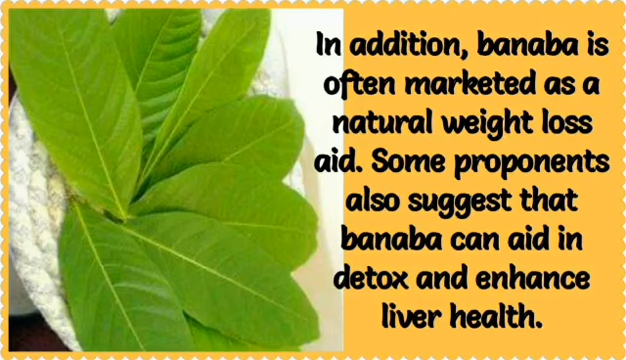 In addition, banaba is
often marketed as a
natural weight loss
aid. Some proponents
also suggest that
banaba can aid in
detox and enhance
liver health.